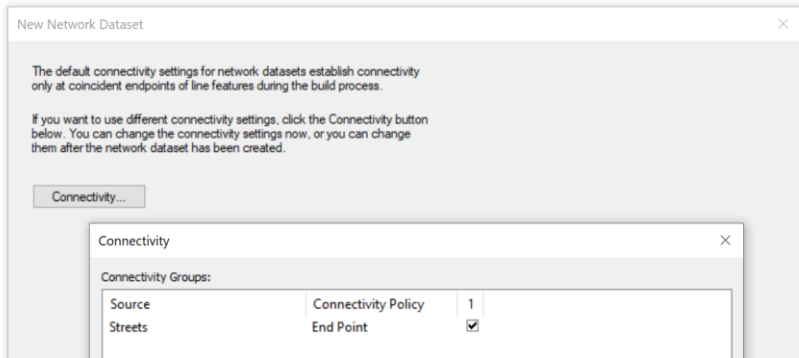 New Network Dataset
The default connectivity settings for network datasets establish connectivity
only at coincident endpoints of line features during the build process.
If you want to use different connectivity settings, click the Connectivity button
below. You can change the connectivity settings now, or you can change
them after the network dataset has been created.
Connectivity...
Connectivity
Connectivity Groups:
Source Connectivity Policy 1
Streets End Point